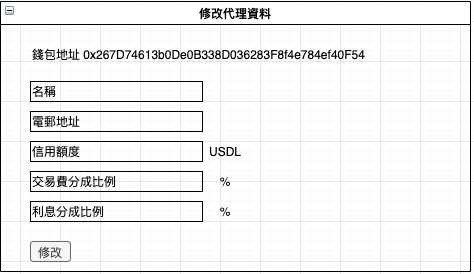 修改代理資料
錢包地址 0x267D74613b0De0B338D036283F8f4e784ef40F54
名稱
電郵地址
信用額度 USDL
交易費分成比例 %
利息分成比例 %
修改